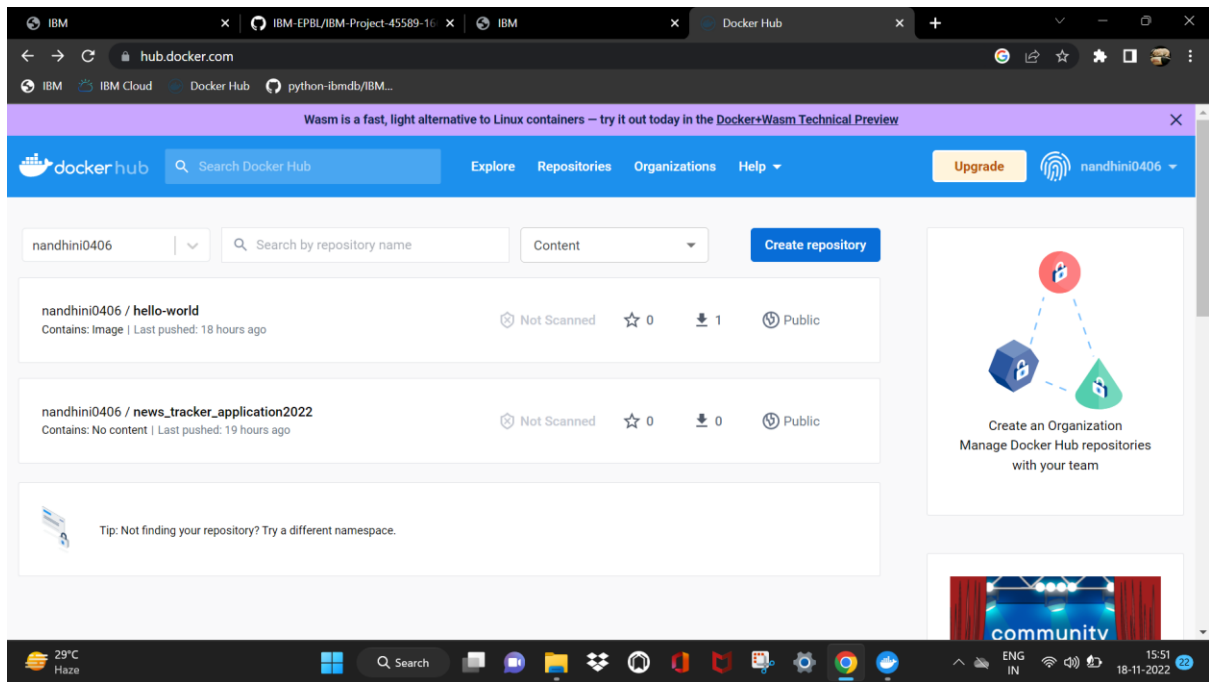 IBM
IBM-EPBL/IBM-Project-45589-16
IBM
Docker Hub
hub.docker.com
IBM
IBM Cloud
Docker Hub
python-ibmdb/IBM...
Wasm is a fast, light alternative to Linux containers — try it out today in the Docker+Wasm Technical Preview
dockerhub
Search Docker Hub
Explore
Repositories
Organizations
Help
Upgrade
nandhini0406
nandhini0406
Search by repository name
Content
Create repository
nandhini0406 / hello-world
Contains: Image | Last pushed: 18 hours ago
Not Scanned
0
1
Public
nandhini0406 / news_tracker_application2022
Contains: No content | Last pushed: 19 hours ago
Not Scanned
0
0
Public
Tip: Not finding your repository? Try a different namespace.
Create an Organization
Manage Docker Hub repositories
with your team
community
29°C
Haze
Search
ENG
IN
15:51
18-11-2022
22